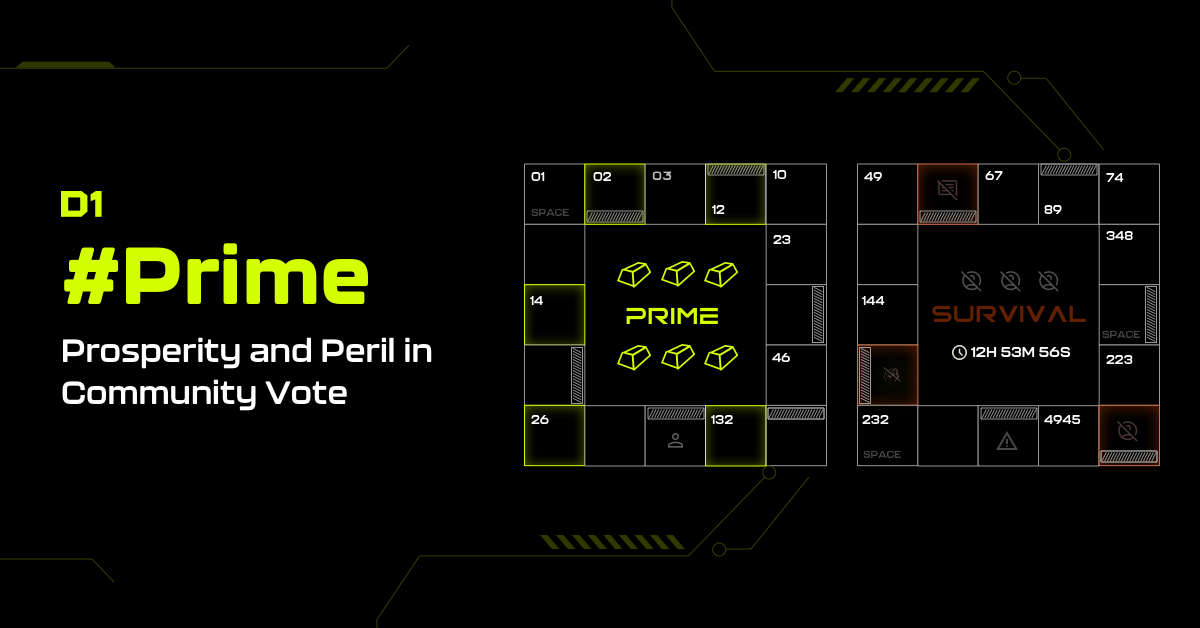 D1
#Prime
Prosperity and Peril in
Community Vote
01
SPACE
02
03
12
10
23
14
PRIME
46
26
132
49
67
89
74
348
144
SURVIVAL
12H 53M 56S
SPACE
223
232
SPACE
4945